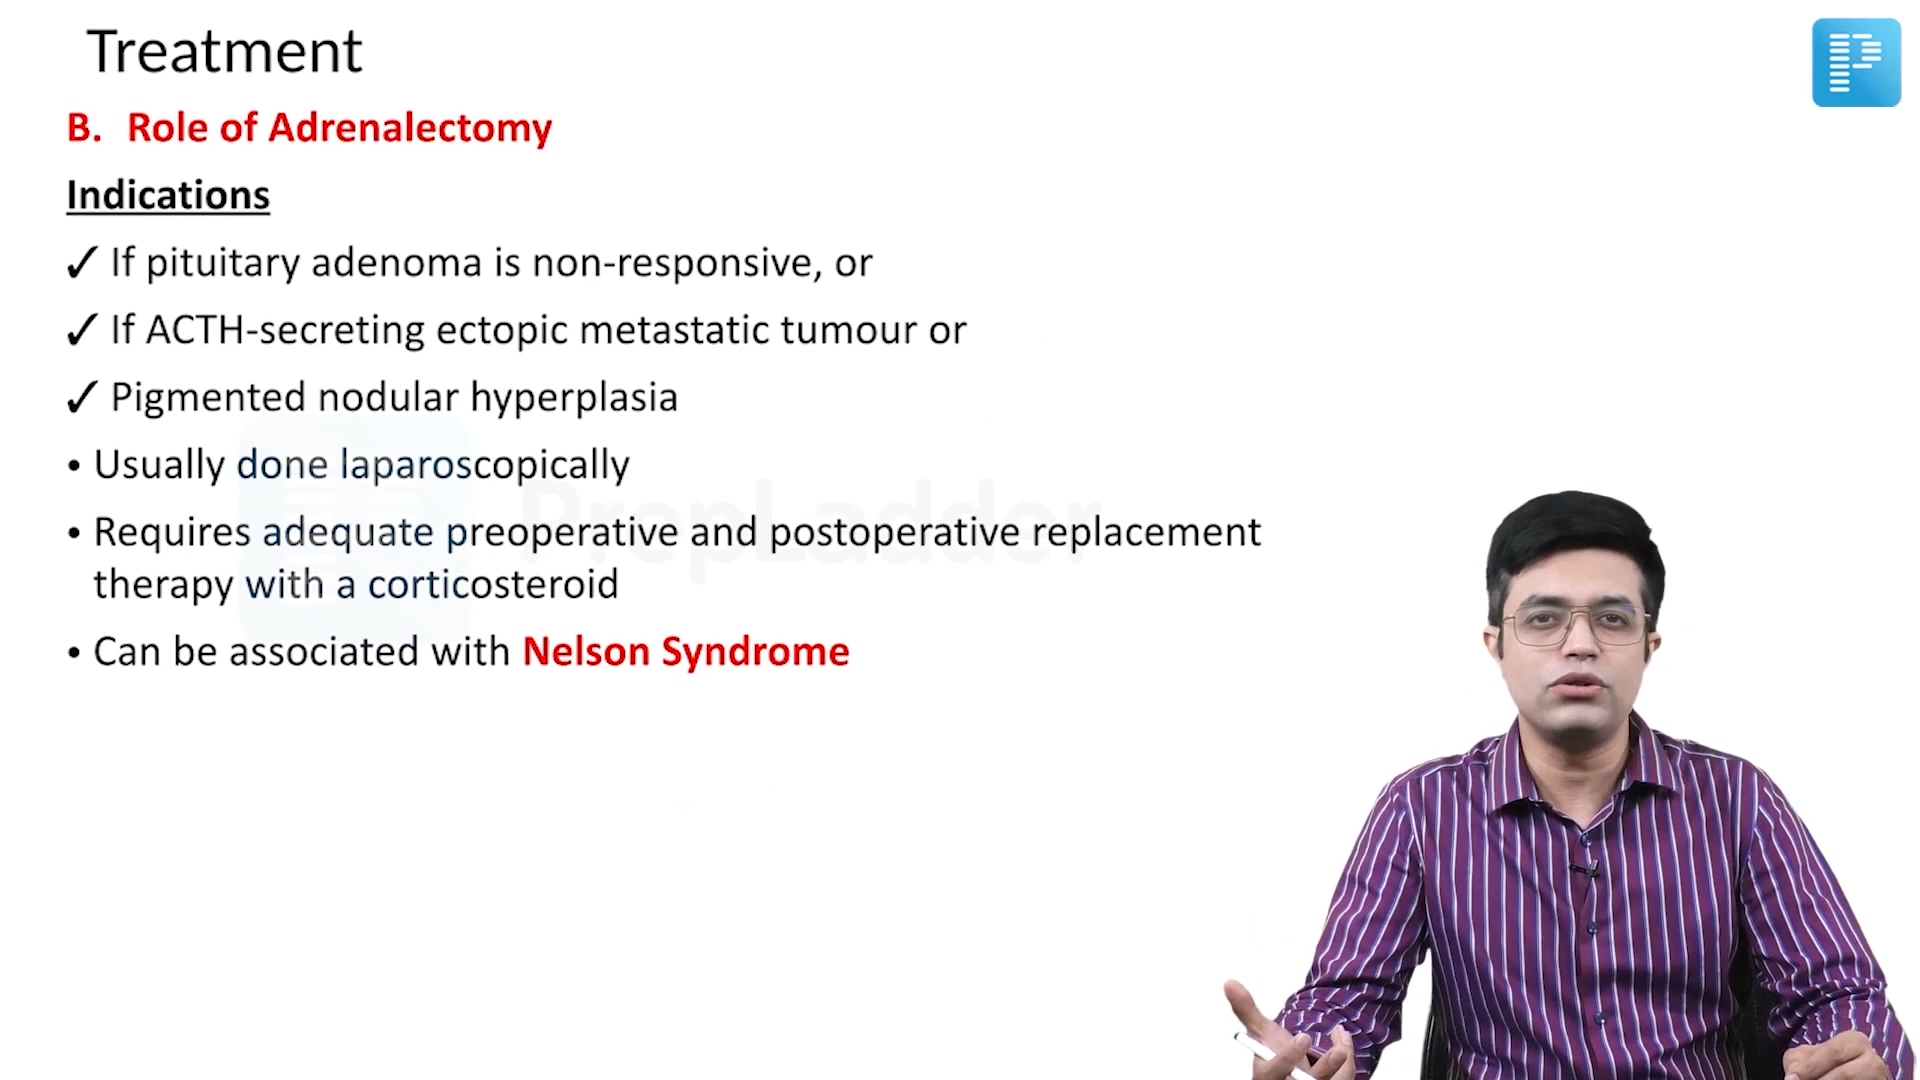 Treatment
B. Role of Adrenalectomy
Indications
✓ If pituitary adenoma is non-responsive, or
✓ If ACTH-secreting ectopic metastatic tumour or
✓ Pigmented nodular hyperplasia
• Usually done laparoscopically
• Requires adequate preoperative and postoperative replacement
therapy with a corticosteroid
• Can be associated with Nelson Syndrome
PrepLadder